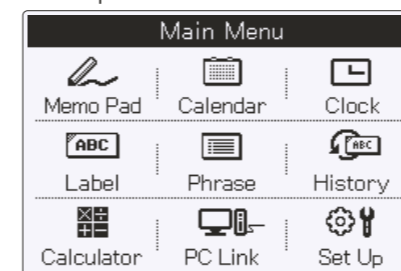 Main Menu
Memo Pad Calendar Clock
ABC ABC
Label Phrase History
Calculator PC Link Set Up